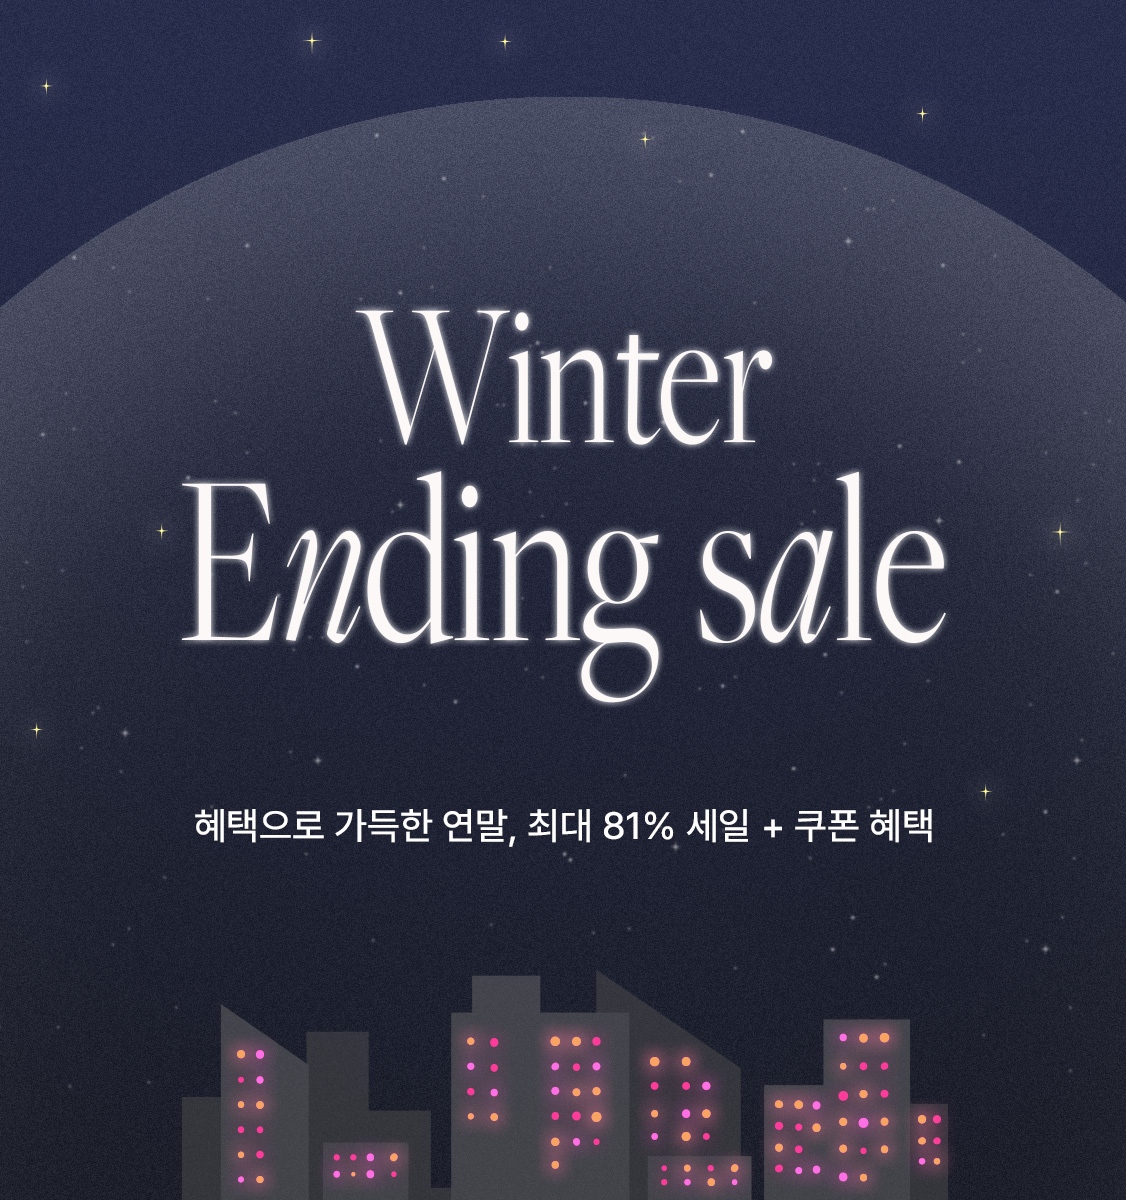 Winter
Ending sale
혜택으로 가득한 연말, 최대 81% 세일 + 쿠폰 혜택